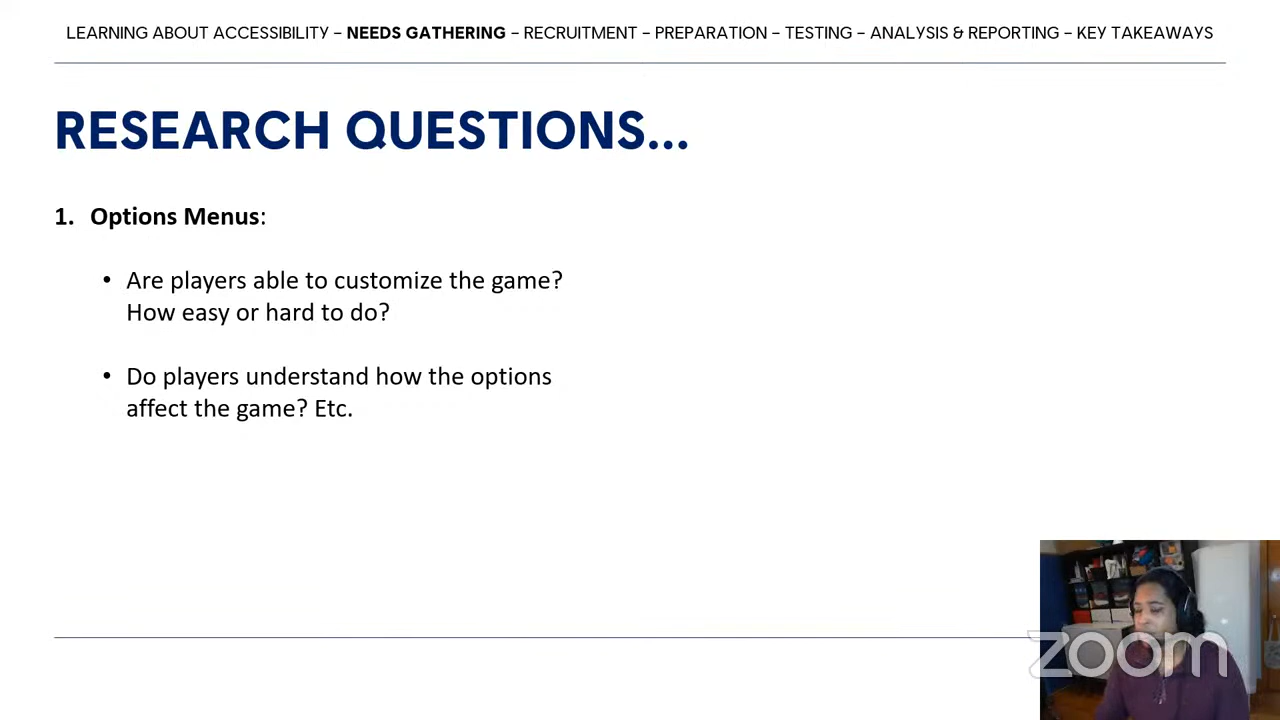 LEARNING ABOUT ACCESSIBILITY – NEEDS GATHERING – RECRUITMENT – PREPARATION – TESTING – ANALYSIS & REPORTING – KEY TAKEAWAYS
RESEARCH QUESTIONS...
1. Options Menus:
• Are players able to customize the game?
How easy or hard to do?
• Do players understand how the options
affect the game? Etc.
zoom